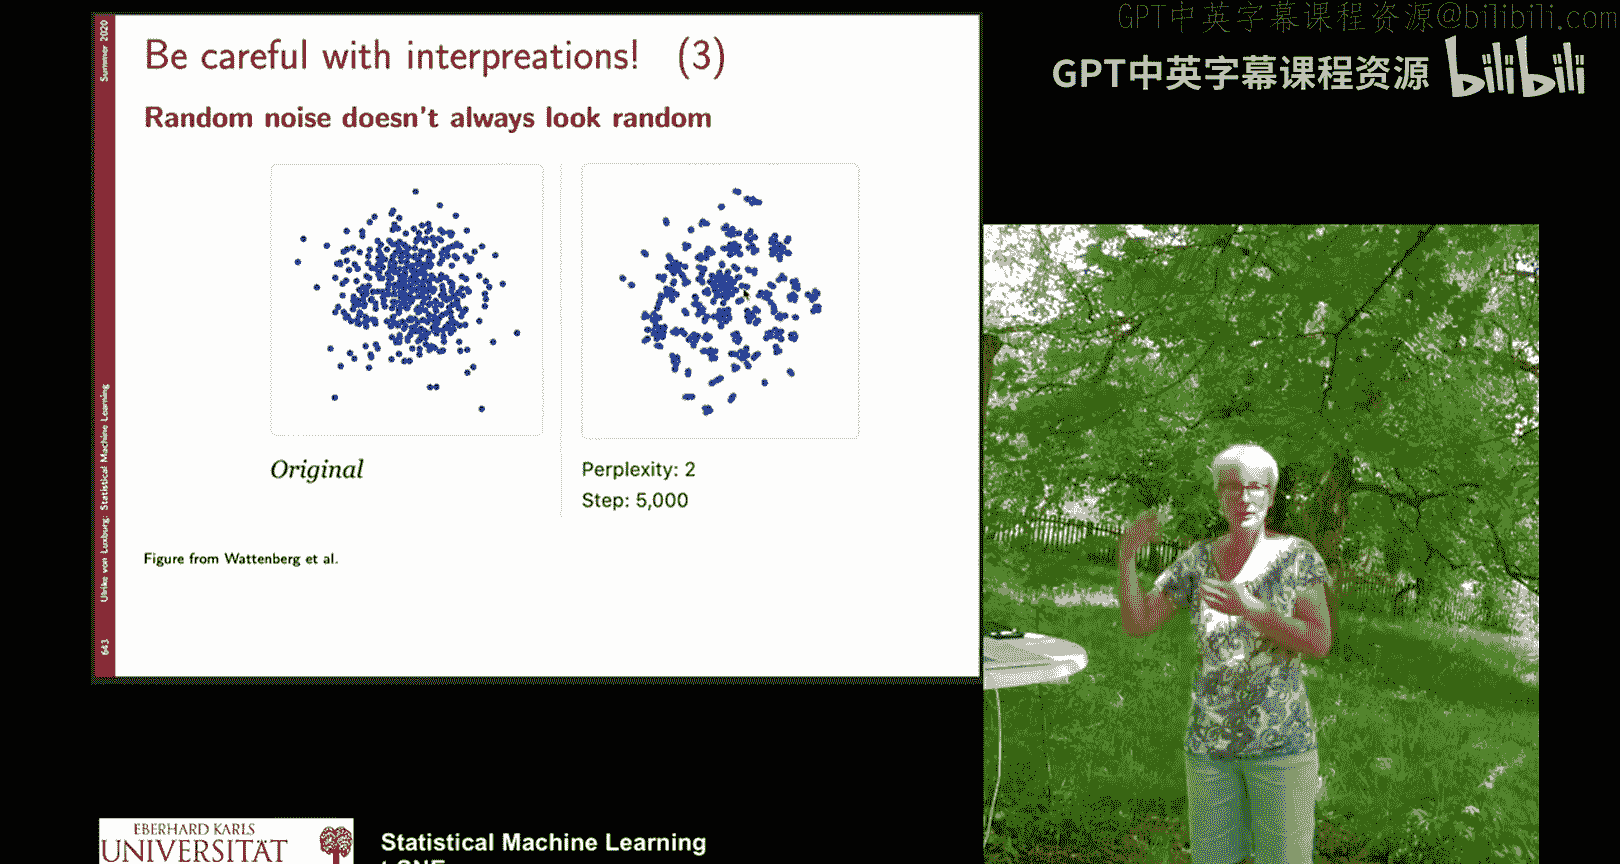 GPT中英字幕课程资源@bilibili.com
GPT中英字幕课程资源 bilibili
Summer 2020
Be careful with interpreations! (3)
Random noise doesn't always look random
Original
Perplexity: 2
Step: 5,000
Figure from Wattenberg et al.
Ulrike von Luxburg: Statistical Machine Learning
643
EBERHARD KARLS
UNIVERSITÄT
Statistical Machine Learning
t-SNE